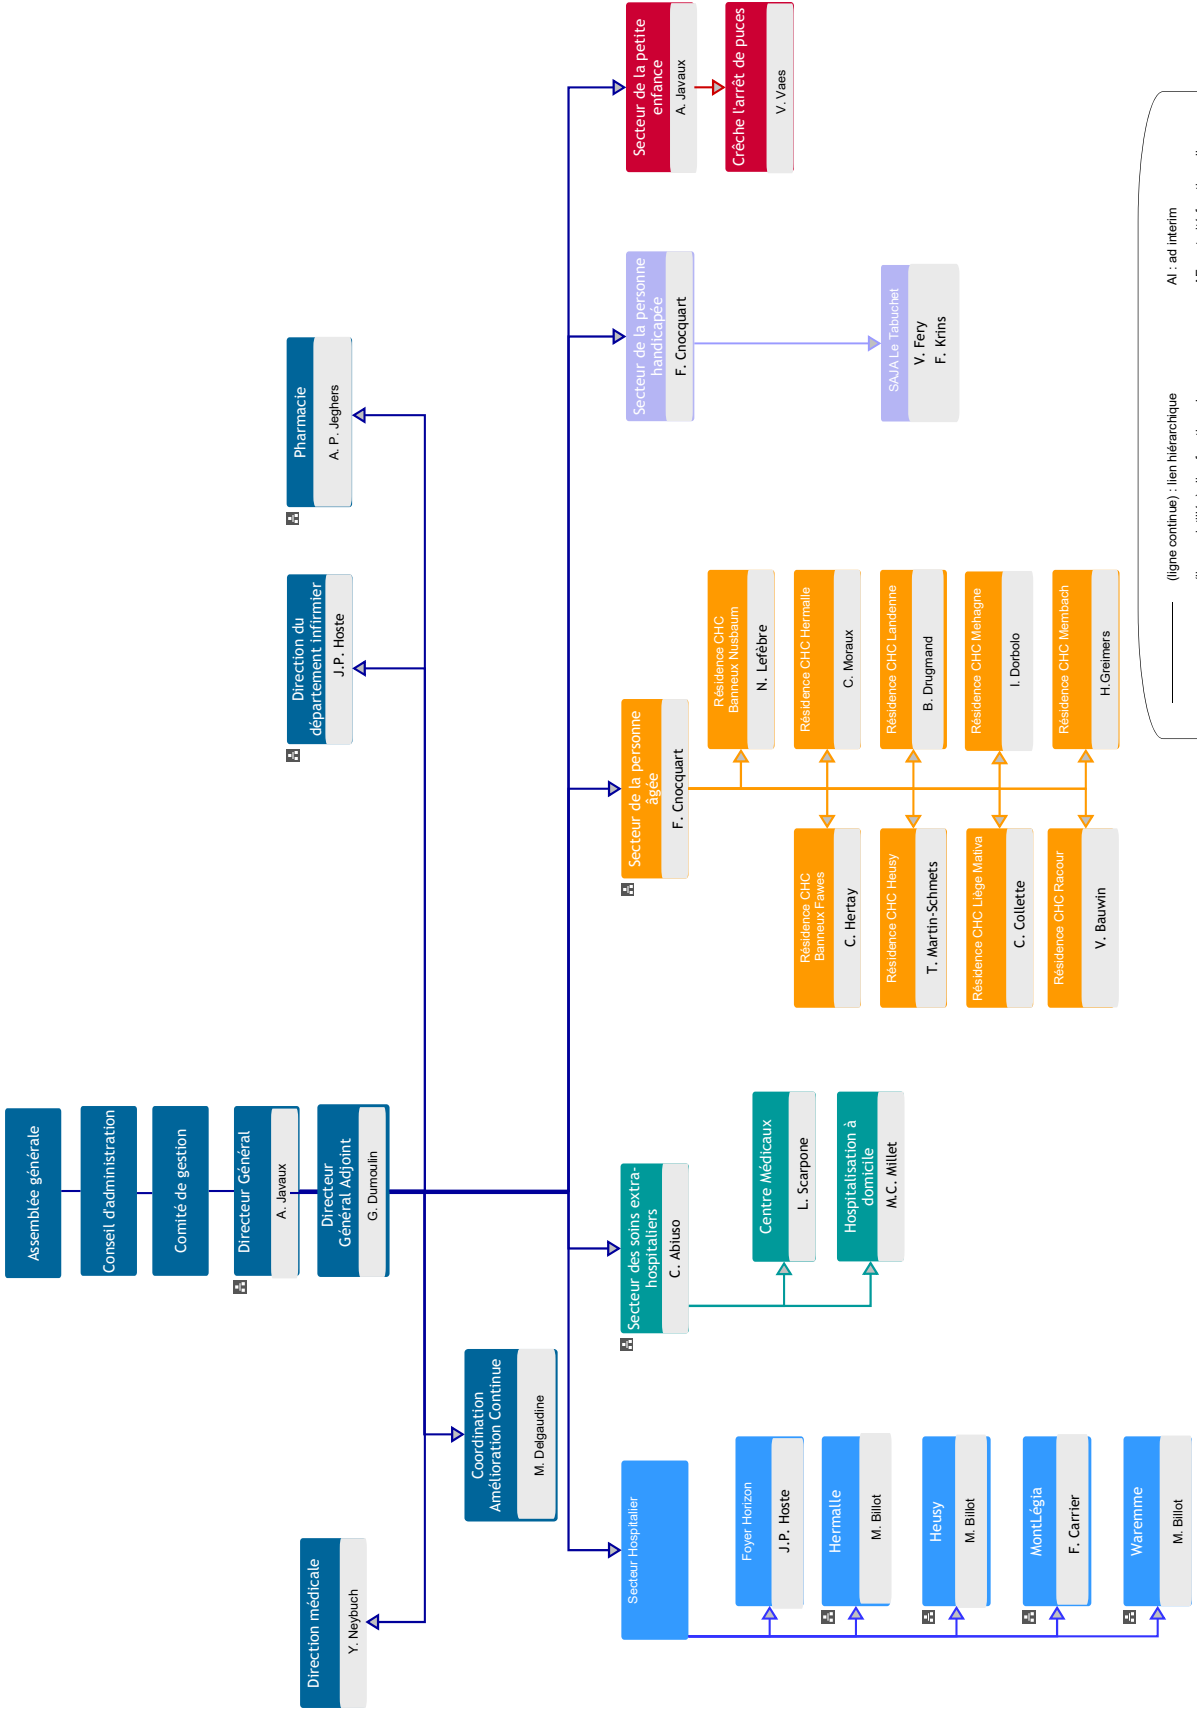 Assemblée générale
Conseil d'administration
Comité de gestion
Directeur Général
A. Javaux
Directeur
Général Adjoint
G. Dumoulin
Direction médicale
Y. Neybuch
Coordination
Amélioration Continue
M. Delgaudine
Direction du
département infirmier
J.P. Hoste
Pharmacie
A. P. Jeghers
Secteur Hospitalier
Foyer Horizon
J.P. Hoste
Hermalle
M. Billot
Heusy
M. Billot
MontLégia
F. Carrier
Waremme
M. Billot
Secteur des soins extra-
hospitaliers
C. Abiuso
Centre Médicaux
L. Scarpone
Hospitalisation à
domicile
M.C. Millet
Secteur de la personne
âgée
F. Cnocquart
Résidence CHC
Banneux Nusbaum
N. Lefèbre
Résidence CHC
Banneux Fawes
C. Hertay
Résidence CHC Hermalle
C. Moraux
Résidence CHC Heusy
T. Martin-Schmets
Résidence CHC Landenne
B. Drugmand
Résidence CHC Liège Mativa
C. Collette
Résidence CHC Mehagne
I. Dorbolo
Résidence CHC Racour
V. Bauwin
Résidence CHC Membach
H.Greimers
Secteur de la personne
handicapée
F. Cnocquart
SAJA Le Tabuchet
V. Fery
F. Krins
Secteur de la petite
enfance
A. Javaux
Crêche l'arrêt de puces
V. Vaes
(ligne continue) : lien hiérarchique
AI : ad interim